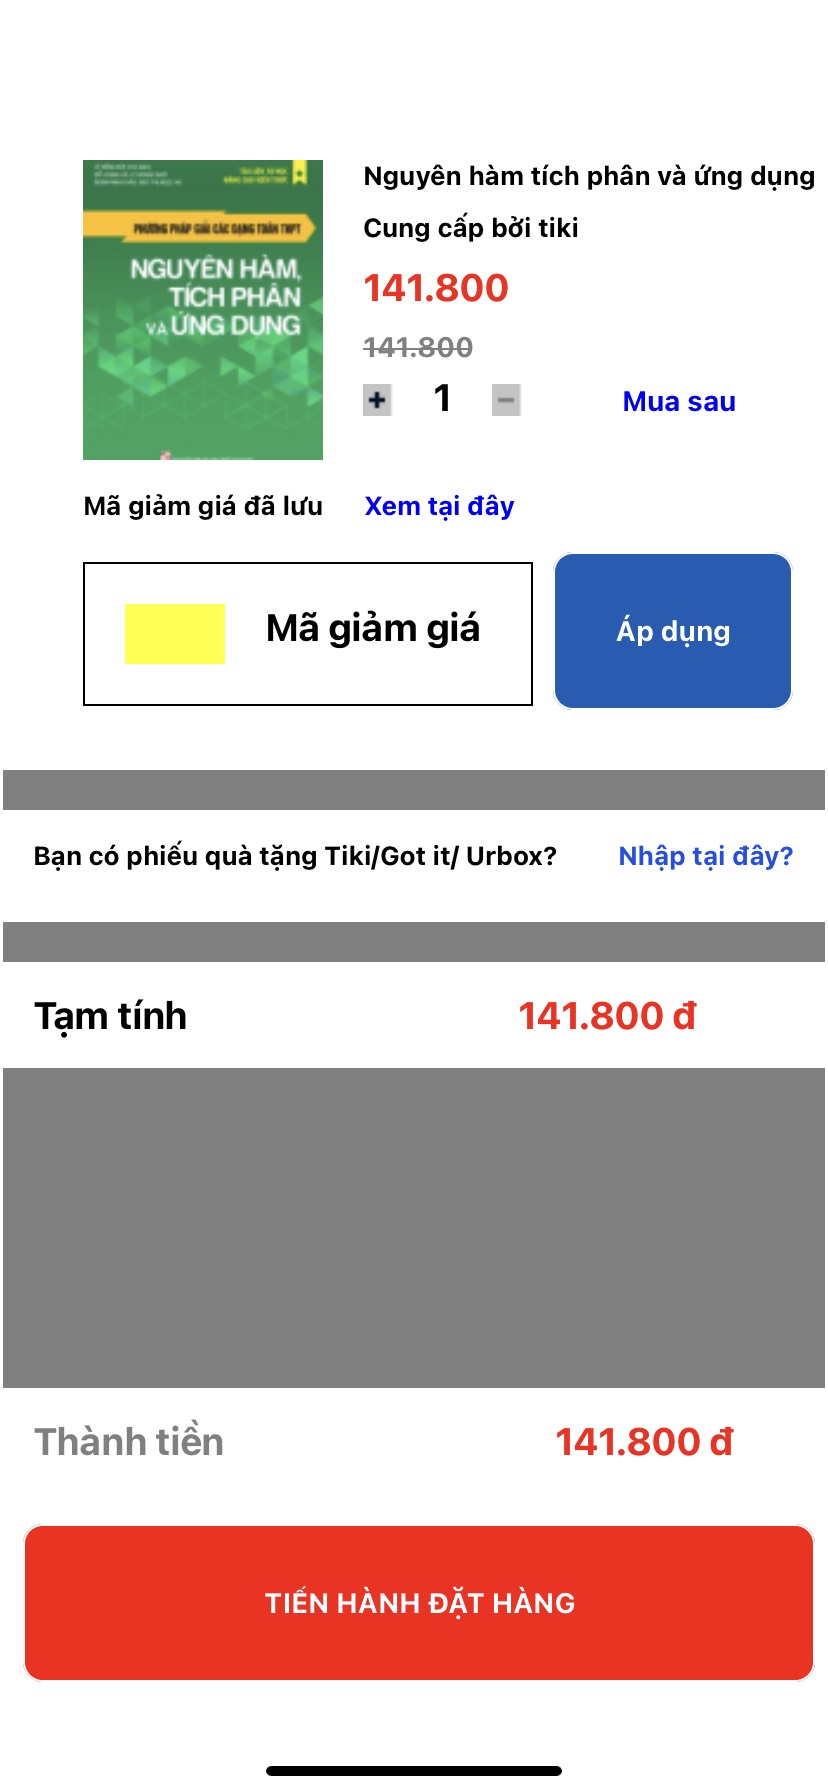 PHƯƠNG PHÁP GIẢI CÁC DẠNG TOÁN THPT
NGUYÊN HÀM,
TÍCH PHÂN
VÀ ỨNG DỤNG
Nguyên hàm tích phân và ứng dụng
Cung cấp bởi tiki
141.800
141.800
+ 1 -
Mua sau
Mã giảm giá đã lưu Xem tại đây
Mã giảm giá
Áp dụng
Bạn có phiếu quà tặng Tiki/Got it/ Urbox? Nhập tại đây?
Tạm tính 141.800 đ
Thành tiền 141.800 đ
TIẾN HÀNH ĐẶT HÀNG